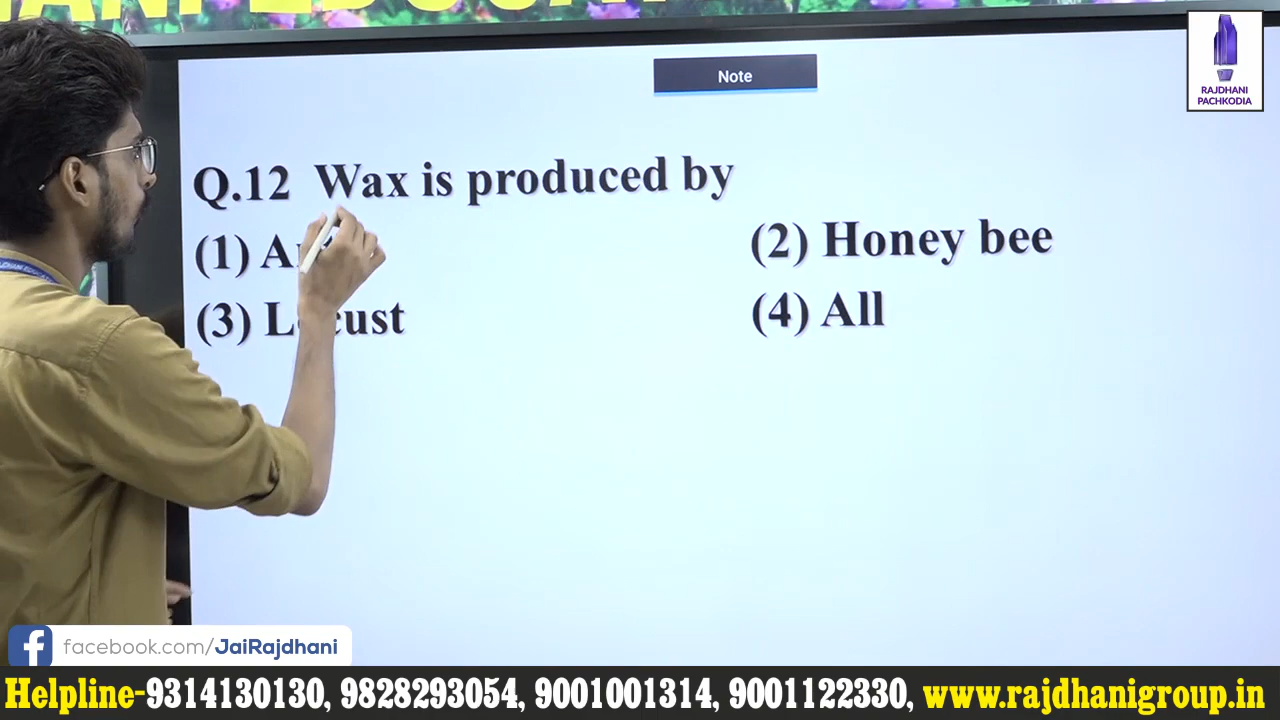 Note
RAJDHANI
PACHKODIA
Q.12 Wax is produced by
(1)
(2) Honey bee
(3)
(4) All
facebook.com/JaiRajdhani
Helpline-9314130130, 9828293054, 9001001314, 9001122330, www.rajdhanigroup.in